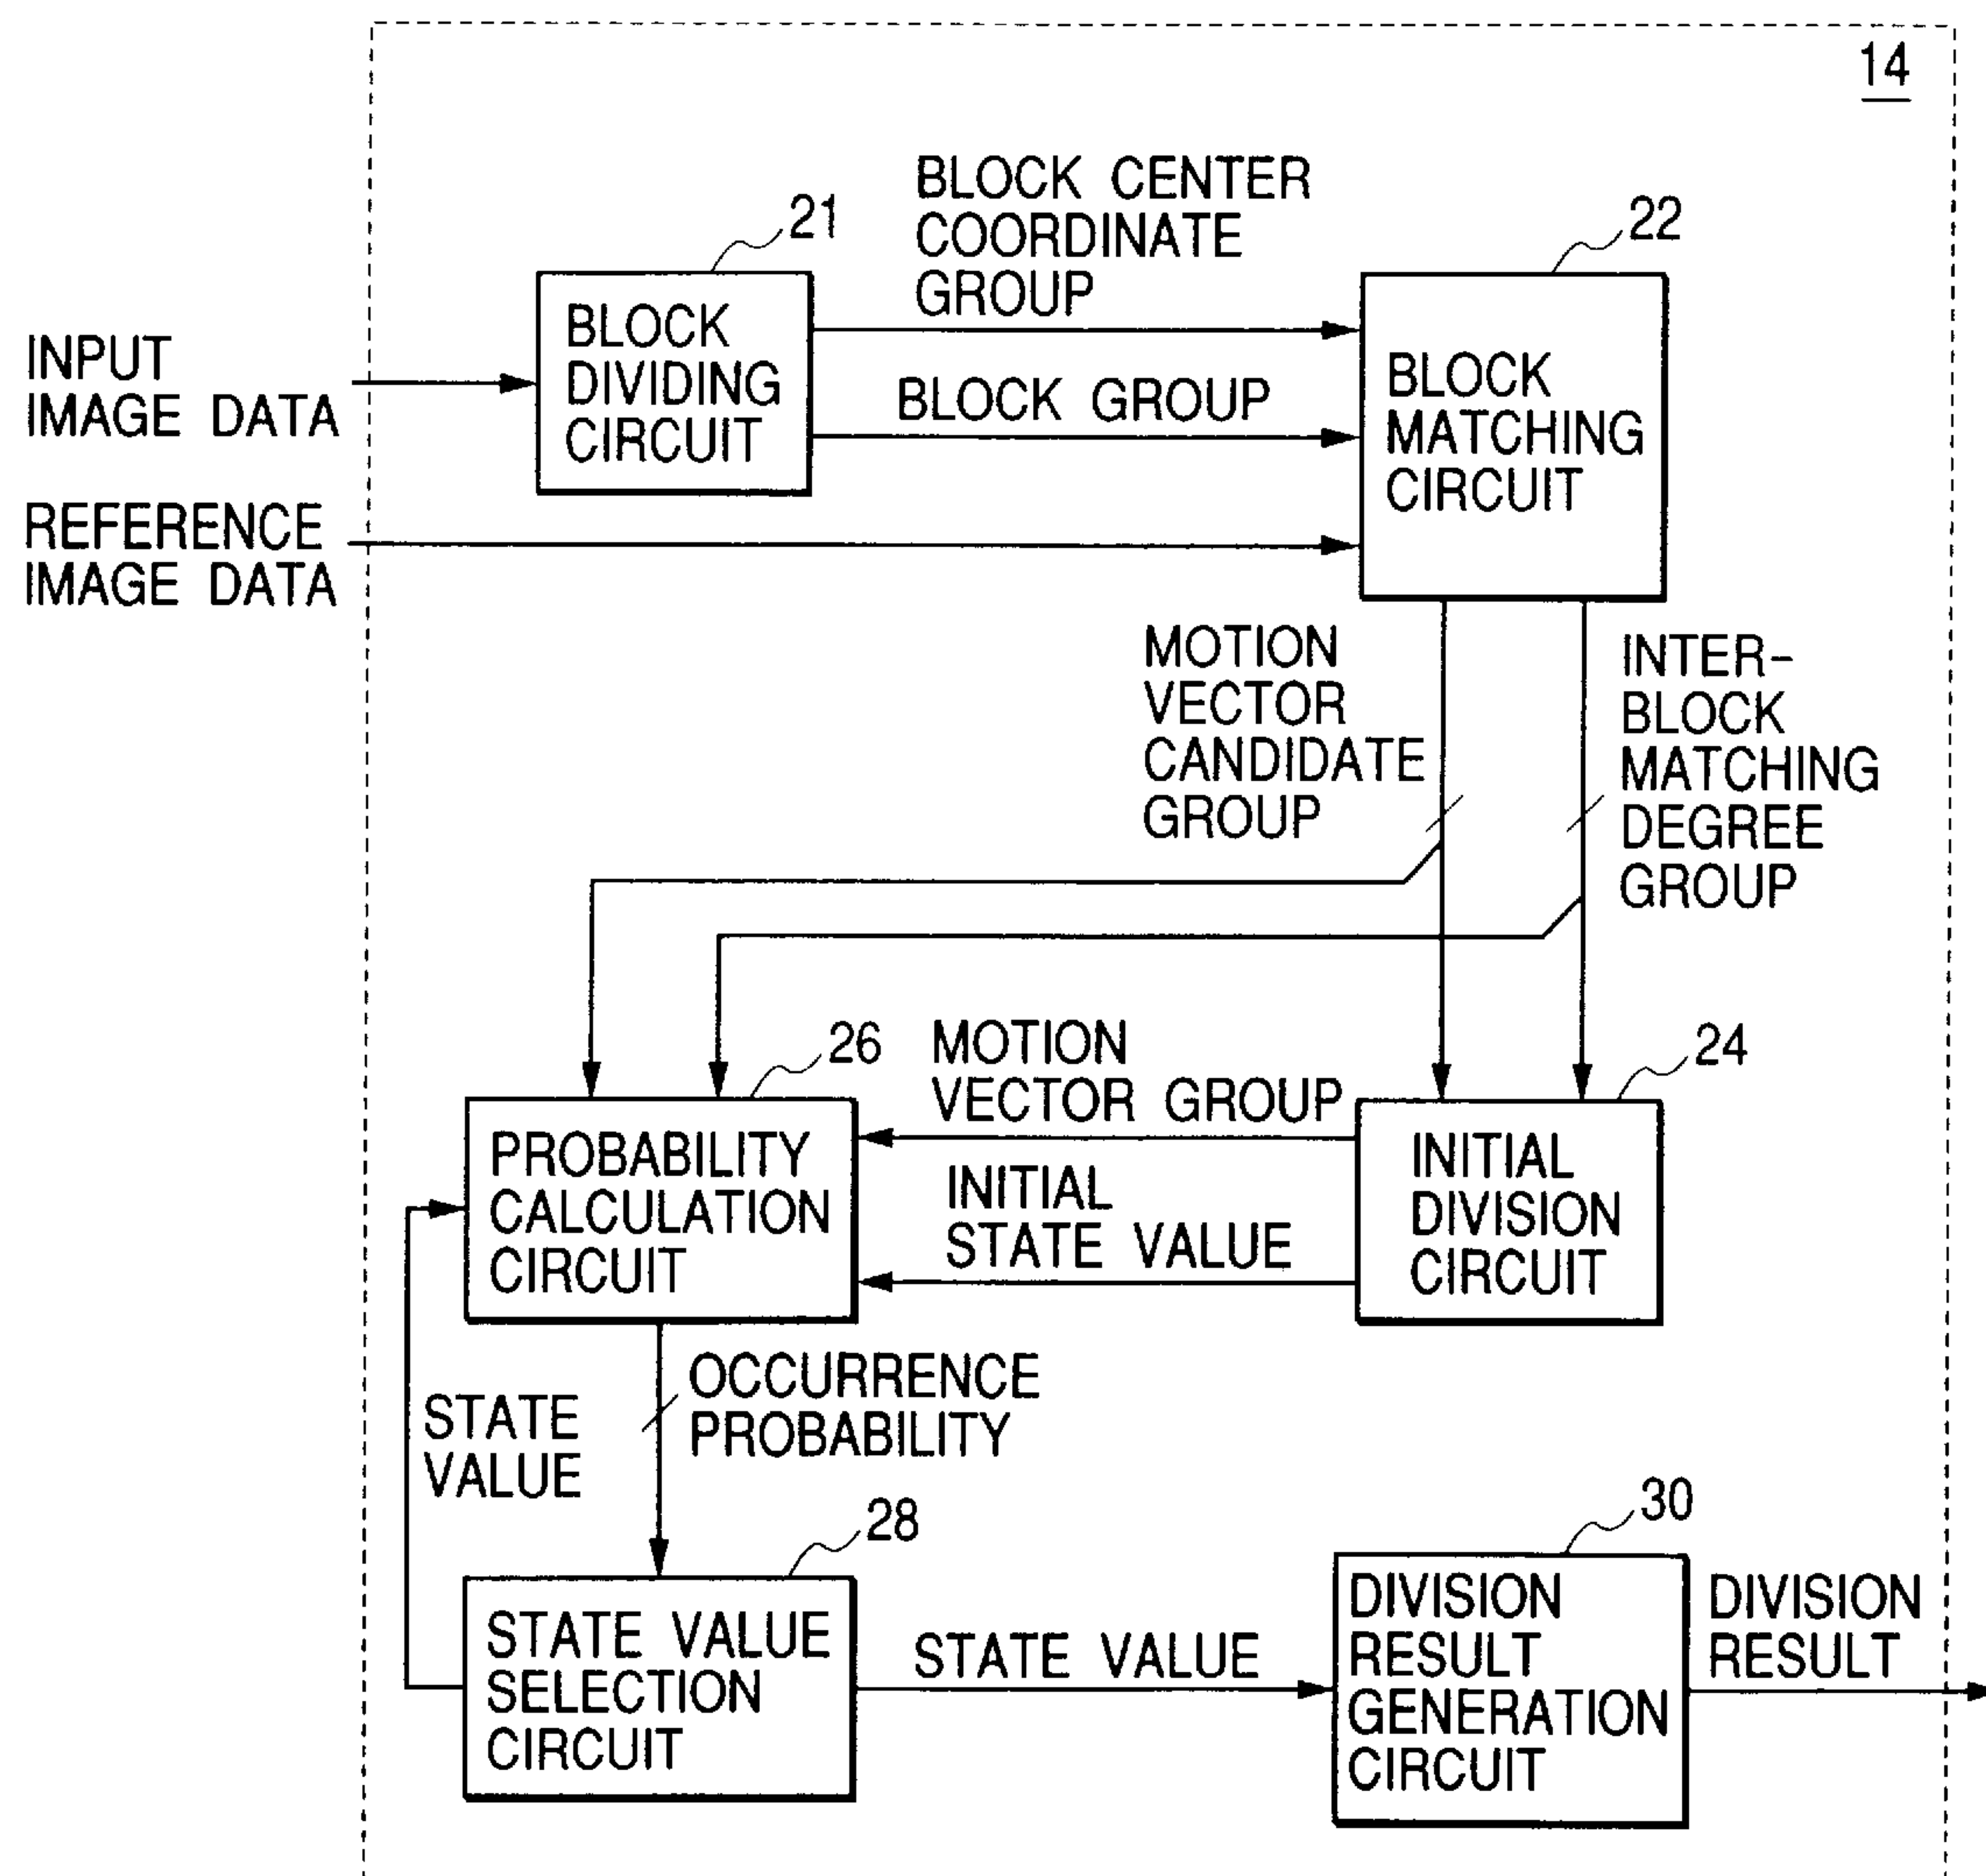 14
BLOCK CENTER
COORDINATE
GROUP
21
22
INPUT
IMAGE DATA
BLOCK
DIVIDING
CIRCUIT
BLOCK GROUP
BLOCK
MATCHING
CIRCUIT
REFERENCE
IMAGE DATA
MOTION
VECTOR
CANDIDATE
GROUP
INTER-
BLOCK
MATCHING
DEGREE
GROUP
26
MOTION
VECTOR GROUP
24
PROBABILITY
CALCULATION
CIRCUIT
INITIAL
STATE VALUE
INITIAL
DIVISION
CIRCUIT
STATE
VALUE
OCCURRENCE
PROBABILITY
28
30
STATE VALUE
SELECTION
CIRCUIT
STATE VALUE
DIVISION
RESULT
GENERATION
CIRCUIT
DIVISION
RESULT